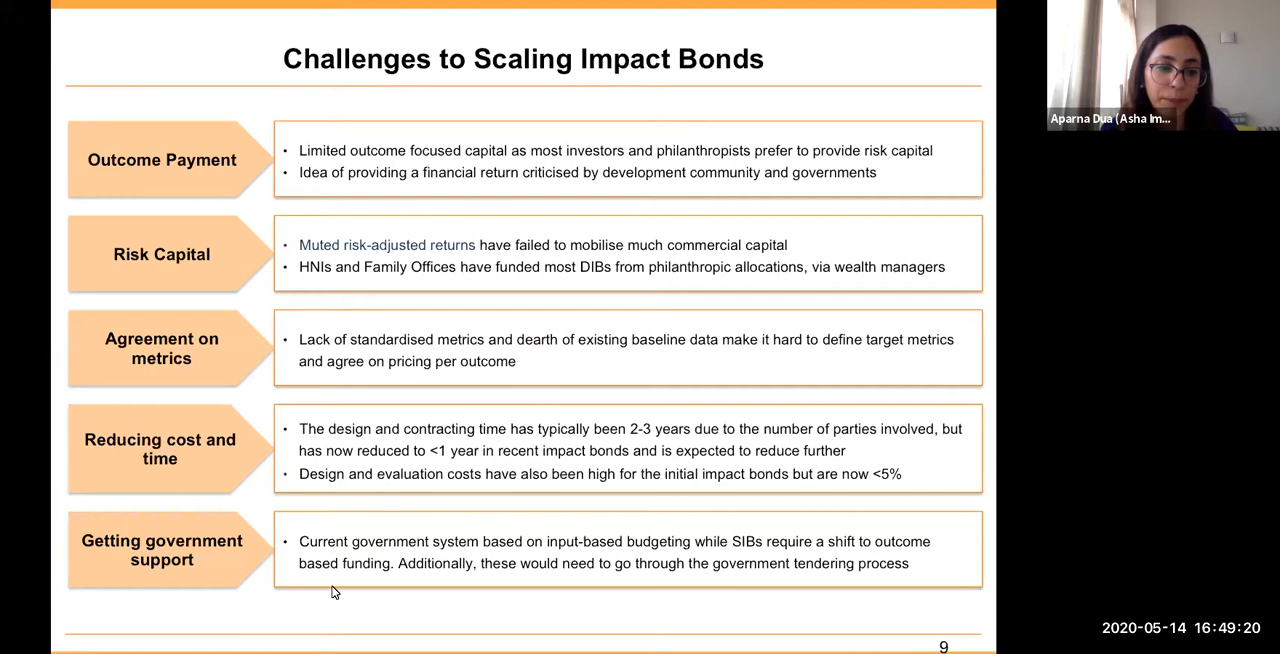 Challenges to Scaling Impact Bonds
Aparna Dua (Asha Im...
Outcome Payment
• Limited outcome focused capital as most investors and philanthropists prefer to provide risk capital
• Idea of providing a financial return criticised by development community and governments
Risk Capital
• Muted risk-adjusted returns have failed to mobilise much commercial capital
• HNIs and Family Offices have funded most DIBs from philanthropic allocations, via wealth managers
Agreement on
metrics
• Lack of standardised metrics and dearth of existing baseline data make it hard to define target metrics
and agree on pricing per outcome
Reducing cost and
time
• The design and contracting time has typically been 2-3 years due to the number of parties involved, but
has now reduced to <1 year in recent impact bonds and is expected to reduce further
• Design and evaluation costs have also been high for the initial impact bonds but are now <5%
Getting government
support
• Current government system based on input-based budgeting while SIBs require a shift to outcome
based funding. Additionally, these would need to go through the government tendering process
2020-05-14 16:49:20
9